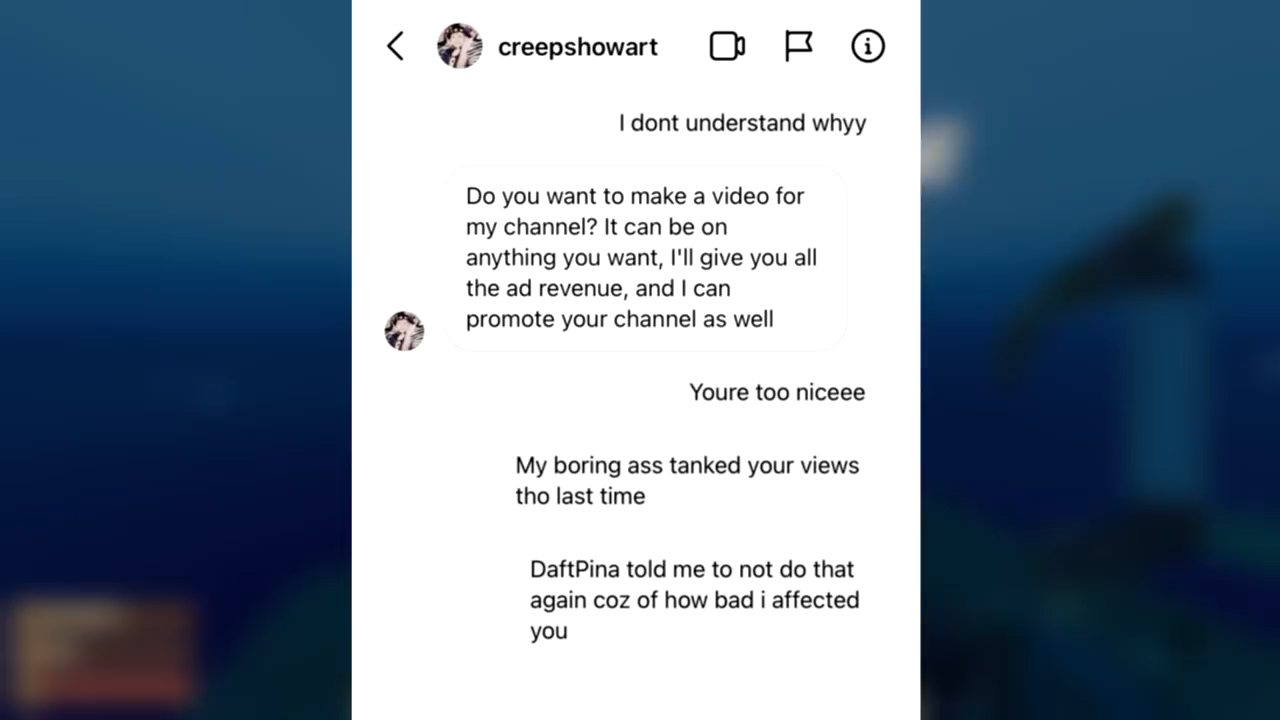 creepshowart
I dont understand whyy
Do you want to make a video for
my channel? It can be on
anything you want, I'll give you all
the ad revenue, and I can
promote your channel as well
Youre too niceee
My boring ass tanked your views
tho last time
DaftPina told me to not do that
again coz of how bad i affected
you